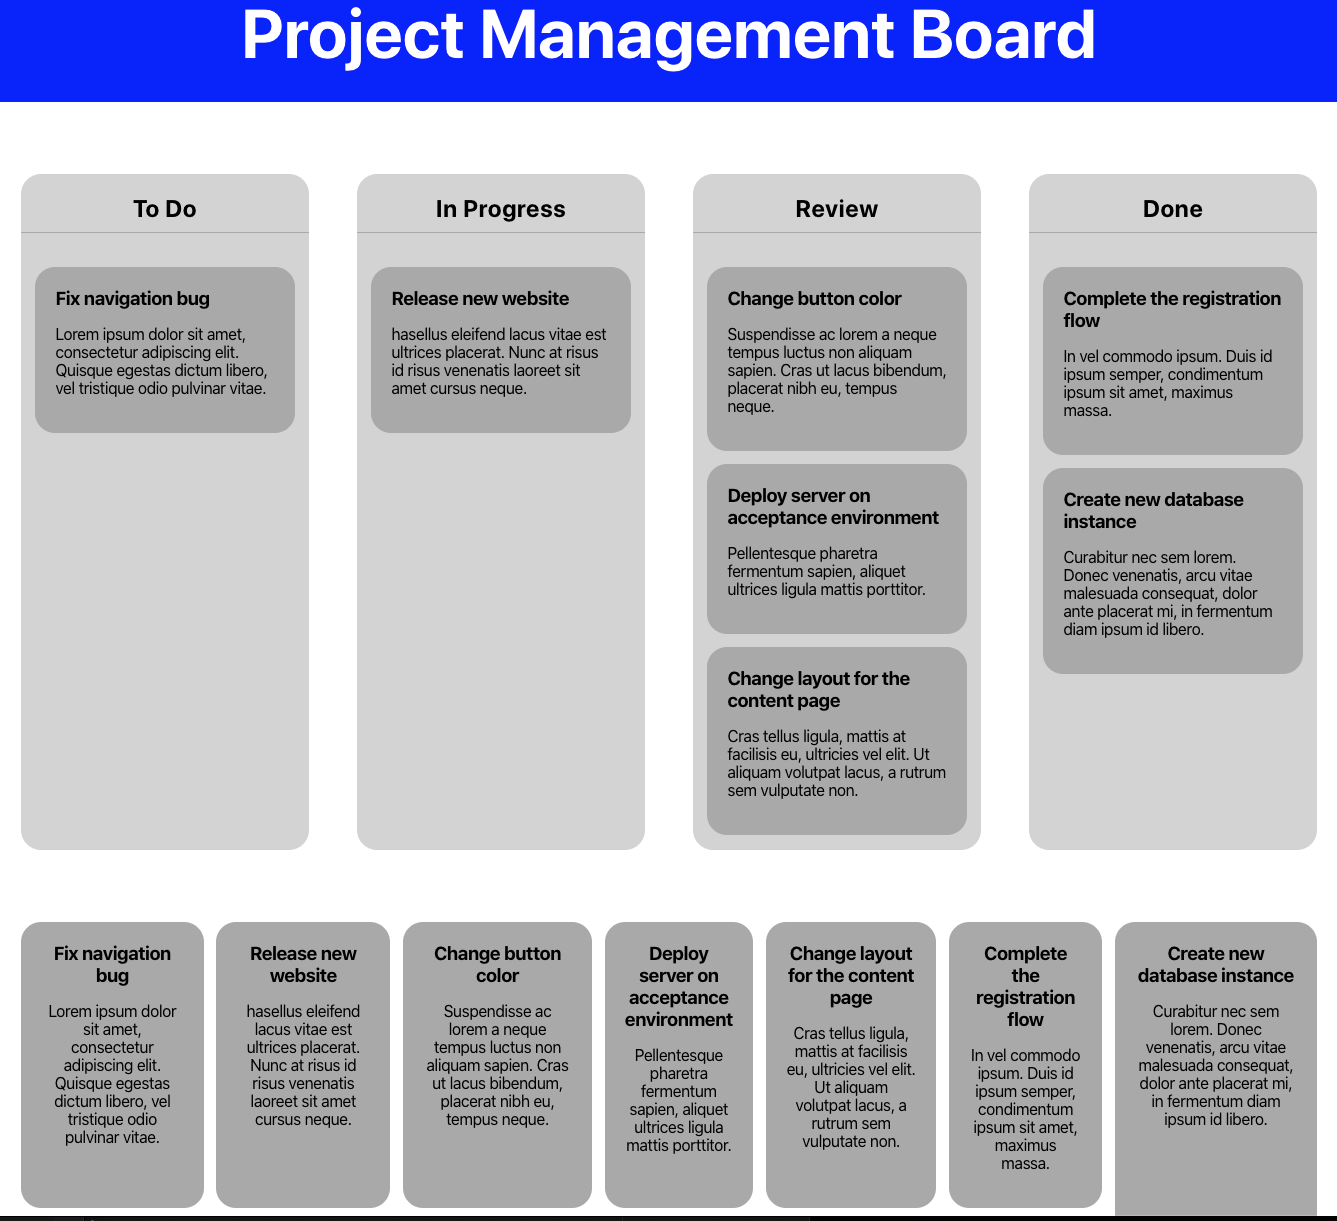 Project Management Board
To Do
Fix navigation bug
Lorem ipsum dolor sit amet,
consectetur adipiscing elit.
Quisque egestas dictum libero,
vel tristique odio pulvinar vitae.
In Progress
Release new website
hasellus eleifend lacus vitae est
ultrices placerat. Nunc at risus
id risus venenatis laoreet sit
amet cursus neque.
Review
Change button color
Suspendisse ac lorem a neque
tempus luctus non aliquam
sapien. Cras ut lacus bibendum,
placerat nibh eu, tempus
neque.
Deploy server on
acceptance environment
Pellentesque pharetra
fermentum sapien, aliquet
ultrices ligula mattis porttitor.
Change layout for the
content page
Cras tellus ligula, mattis at
facilisis eu, ultricies vel elit. Ut
aliquam volutpat lacus, a rutrum
sem vulputate non.
Done
Complete the registration
flow
In vel commodo ipsum. Duis id
ipsum semper, condimentum
ipsum sit amet, maximus
massa.
Create new database
instance
Curabitur nec sem lorem.
Donec venenatis, arcu vitae
malesuada consequat, dolor
ante placerat mi, in fermentum
diam ipsum id libero.
Fix navigation
bug
Lorem ipsum dolor
sit amet,
consectetur
adipiscing elit.
Quisque egestas
dictum libero, vel
tristique odio
pulvinar vitae.
Release new
website
hasellus eleifend
lacus vitae est
ultrices placerat.
Nunc at risus id
risus venenatis
laoreet sit amet
cursus neque.
Change button
color
Suspendisse ac
lorem a neque
tempus luctus non
aliquam sapien. Cras
ut lacus bibendum,
placerat nibh eu,
tempus neque.
Deploy
server on
acceptance
environment
Pellentesque
pharetra
fermentum
sapien, aliquet
ultrices ligula
mattis porttitor.
Change layout
for the content
page
Cras tellus ligula,
mattis at facilisis
eu, ultricies vel elit.
Ut aliquam
volutpat lacus, a
rutrum sem
vulputate non.
Complete
the
registration
flow
In vel commodo
ipsum. Duis id
ipsum semper,
condimentum
ipsum sit amet,
maximus
massa.
Create new
database instance
Curabitur nec sem
lorem. Donec
venenatis, arcu vitae
malesuada consequat,
dolor ante placerat mi,
in fermentum diam
ipsum id libero.